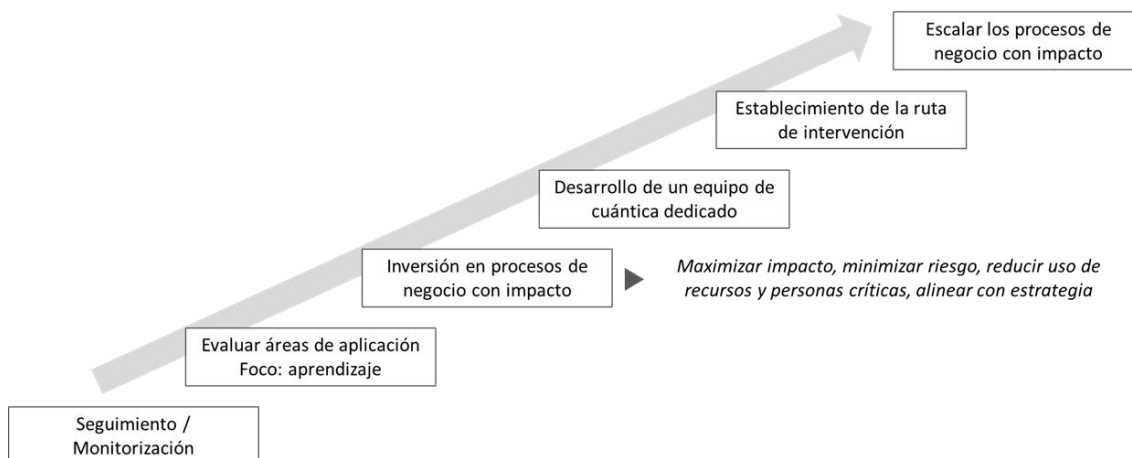 Escalar los procesos de
negocio con impacto
Establecimiento de la ruta
de intervención
Desarrollo de un equipo de
cuántica dedicado
Inversión en procesos de
negocio con impacto
Maximizar impacto, minimizar riesgo, reducir uso de
recursos y personas críticas, alinear con estrategia
Evaluar áreas de aplicación
Foco: aprendizaje
Seguimiento /
Monitorización